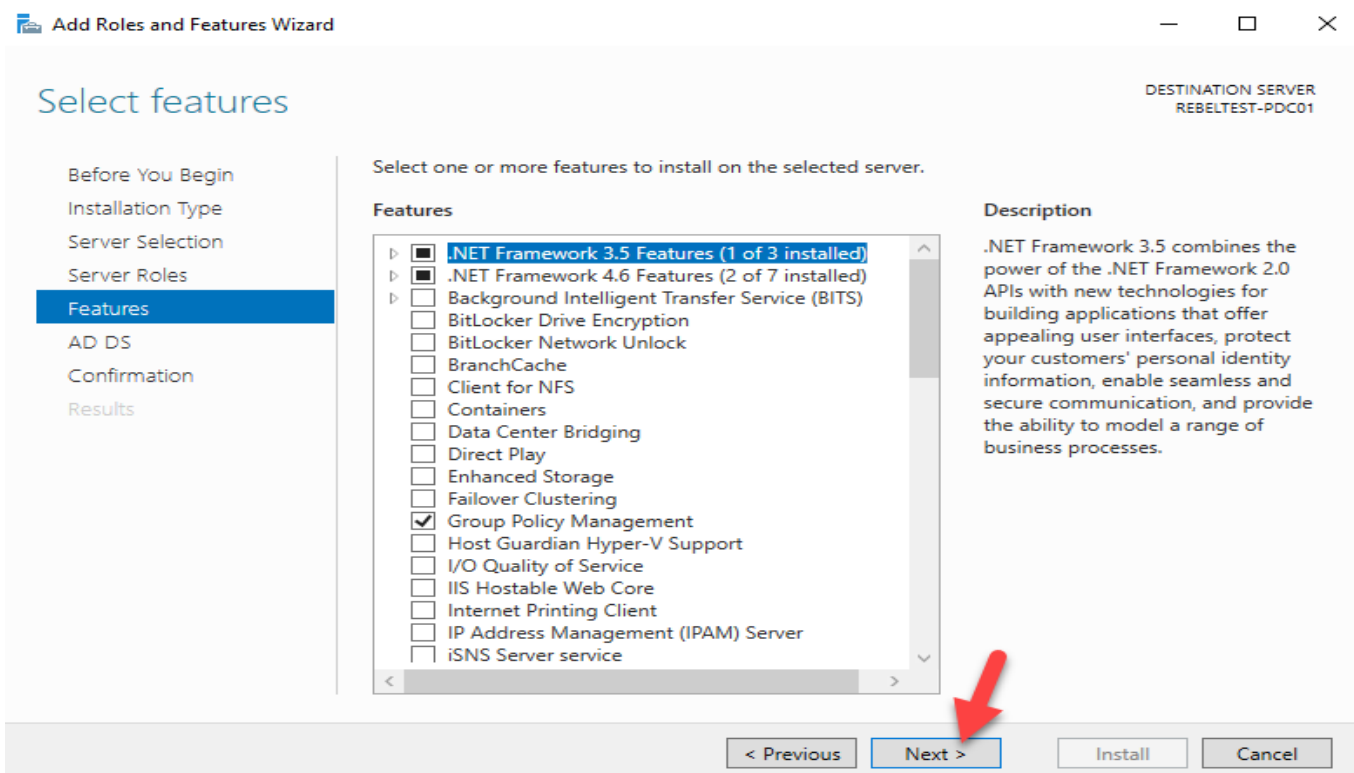 Add Roles and Features Wizard
Select features
DESTINATION SERVER
REBELTEST-PDC01
Before You Begin
Installation Type
Server Selection
Server Roles
Features
AD DS
Confirmation
Results
Select one or more features to install on the selected server.
Features
.NET Framework 3.5 Features (1 of 3 installed)
.NET Framework 4.6 Features (2 of 7 installed)
Background Intelligent Transfer Service (BITS)
BitLocker Drive Encryption
BitLocker Network Unlock
BranchCache
Client for NFS
Containers
Data Center Bridging
Direct Play
Enhanced Storage
Failover Clustering
Group Policy Management
Host Guardian Hyper-V Support
I/O Quality of Service
IIS Hostable Web Core
Internet Printing Client
IP Address Management (IPAM) Server
iSNS Server service
Description
.NET Framework 3.5 combines the
power of the .NET Framework 2.0
APIs with new technologies for
building applications that offer
appealing user interfaces, protect
your customers' personal identity
information, enable seamless and
secure communication, and provide
the ability to model a range of
business processes.
< Previous
Next >
Install
Cancel